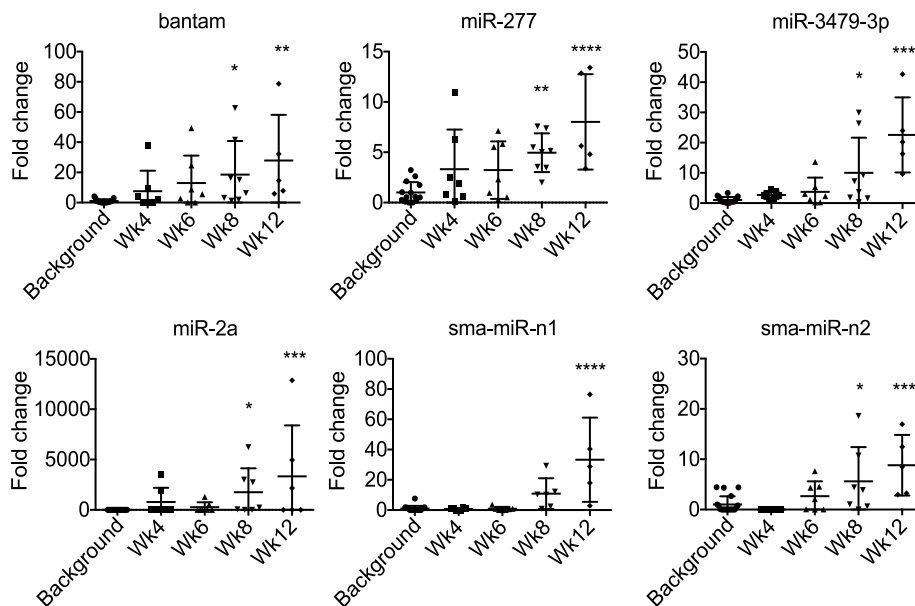 bantam
miR-277
miR-3479-3p
Fold change
100
80
60
40
20
0
*
**
Background
Wk4
Wk6
Wk8
Wk12
Fold change
15
10
5
0
**
****
Background
Wk4
Wk6
Wk8
Wk12
Fold change
50
40
30
20
10
0
*
***
Background
Wk4
Wk6
Wk8
Wk12
miR-2a
sma-miR-n1
sma-miR-n2
Fold change
15000
10000
5000
0
*
***
Background
Wk4
Wk6
Wk8
Wk12
Fold change
100
80
60
40
20
0
****
Background
Wk4
Wk6
Wk8
Wk12
Fold change
30
20
10
0
*
***
Background
Wk4
Wk6
Wk8
Wk12